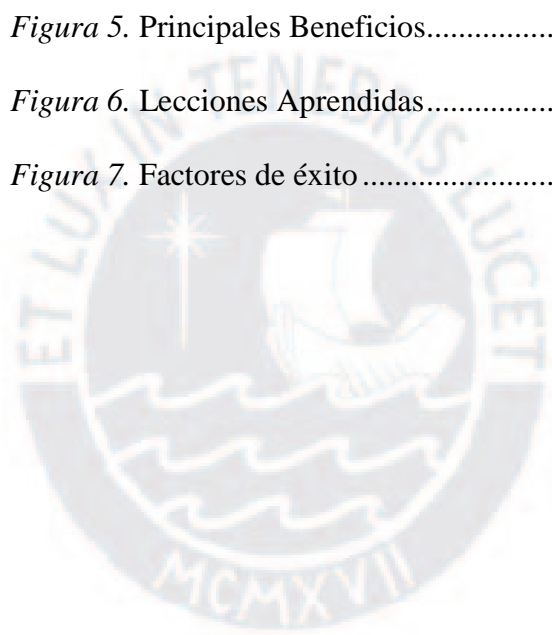 Figura 5. Principales Beneficios...............
Figura 6. Lecciones Aprendidas...............
Figura 7. Factores de éxito.......................
ET LUX IN TENEBRIS LUCET
MCMXVII